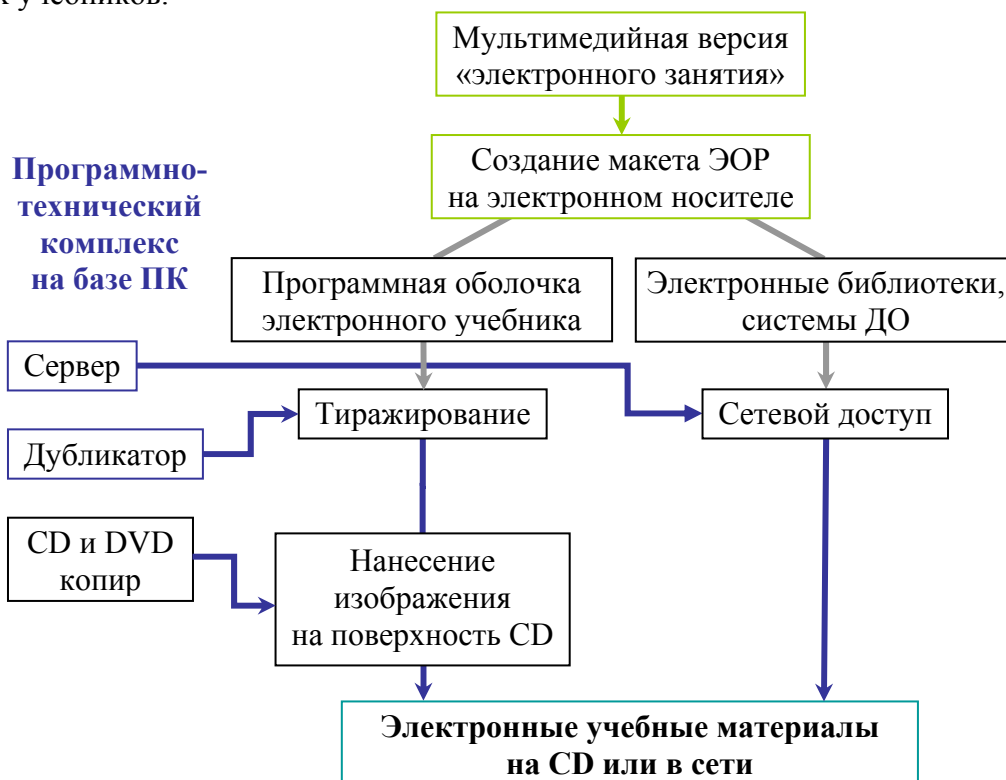 учебников.
Мультимедийная версия
«электронного занятия»
Создание макета ЭОР
на электронном носителе
Программно-
технический
комплекс
на базе ПК
Программная оболочка
электронного учебника
Электронные библиотеки,
системы ДО
Сервер
Тиражирование
Сетевой доступ
Дубликатор
CD и DVD
копир
Нанесение
изображения
на поверхность CD
Электронные учебные материалы
на CD или в сети